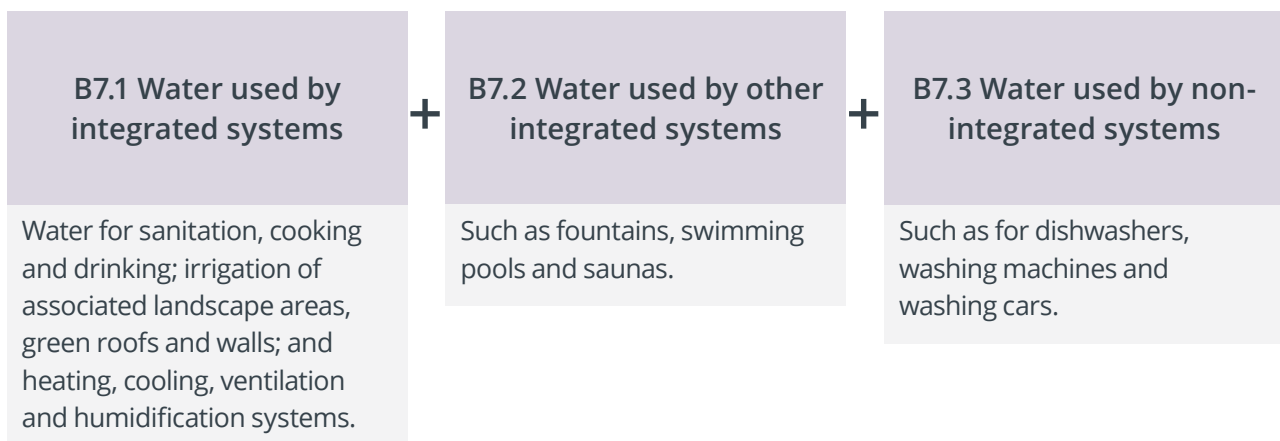 B7.1 Water used by
integrated systems
Water for sanitation, cooking
and drinking; irrigation of
associated landscape areas,
green roofs and walls; and
heating, cooling, ventilation
and humidification systems.
+
B7.2 Water used by other
integrated systems
Such as fountains, swimming
pools and saunas.
+
B7.3 Water used by non-
integrated systems
Such as for dishwashers,
washing machines and
washing cars.